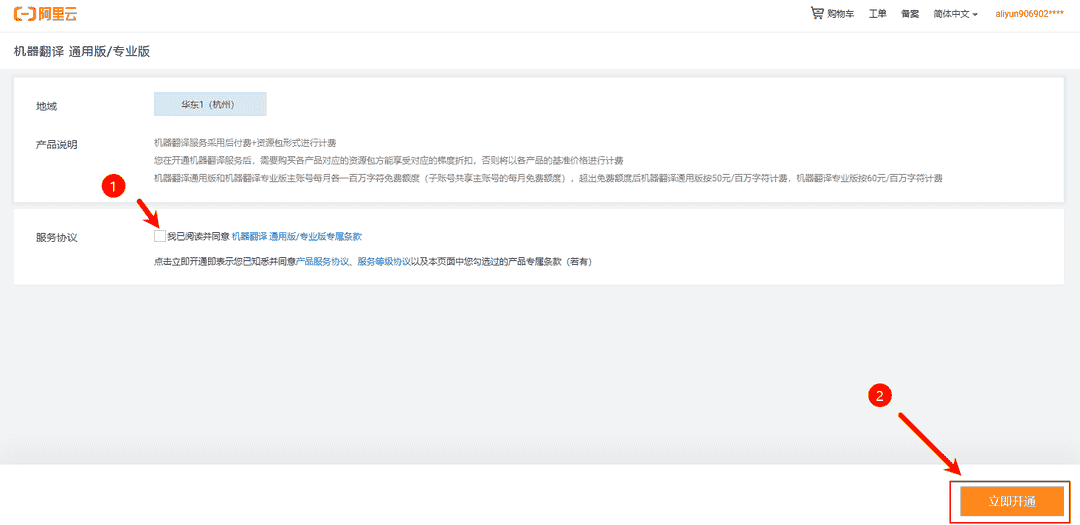 阿里云 购物车 工单 备案 简体中文 aliyun906902****
机器翻译 通用版/专业版
地域 华东1（杭州）
产品说明 机器翻译服务采用后付费+资源包形式进行计费
您在开通机器翻译服务后，需要购买各产品对应的资源包方能享受对应的梯度折扣，否则将以各产品的基准价格进行计费
机器翻译通用版和机器翻译专业版主账号每月各一百万字符免费额度（子账号共享主账号的每月免费额度），超出免费额度后机器翻译通用版按50元/百万字符计费，机器翻译专业版按60元/百万字符计费
1
服务协议 我已阅读并同意 机器翻译 通用版/专业版专属条款
点击立即开通即表示您已知悉并同意产品服务协议、服务等级协议以及本页面中您勾选过的产品专属条款（若有）
2
立即开通